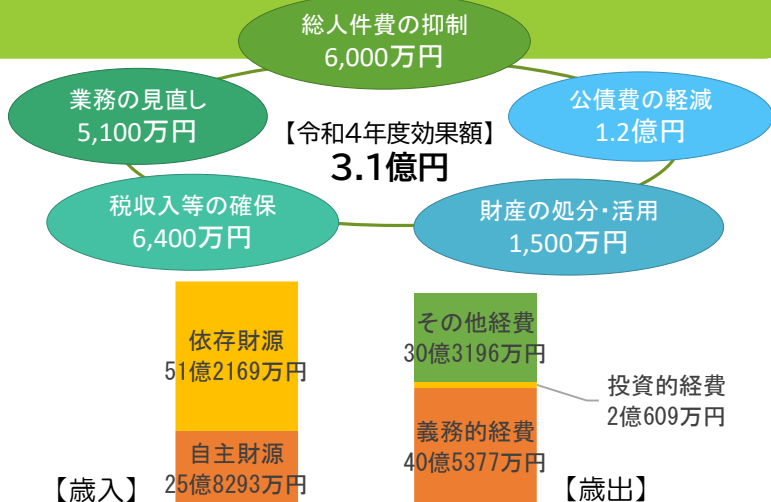 総人件費の抑制
6,000万円
業務の見直し
5,100万円
公債費の軽減
1.2億円
【令和4年度効果額】
3.1億円
税収入等の確保
6,400万円
財産の処分・活用
1,500万円
依存財源
51億2169万円
自主財源
25億8293万円
【歳入】
その他経費
30億3196万円
投資的経費
2億609万円
義務的経費
40億5377万円
【歳出】